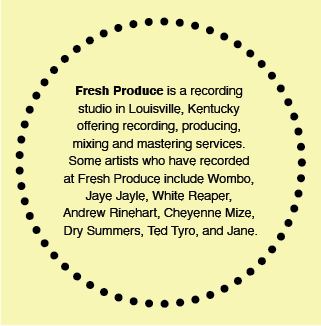 Fresh Produce is a recording
studio in Louisville, Kentucky
offering recording, producing,
mixing and mastering services.
Some artists who have recorded
at Fresh Produce include Wombo,
Jaye Jayle, White Reaper,
Andrew Rinehart, Cheyenne Mize,
Dry Summers, Ted Tyro, and Jane.